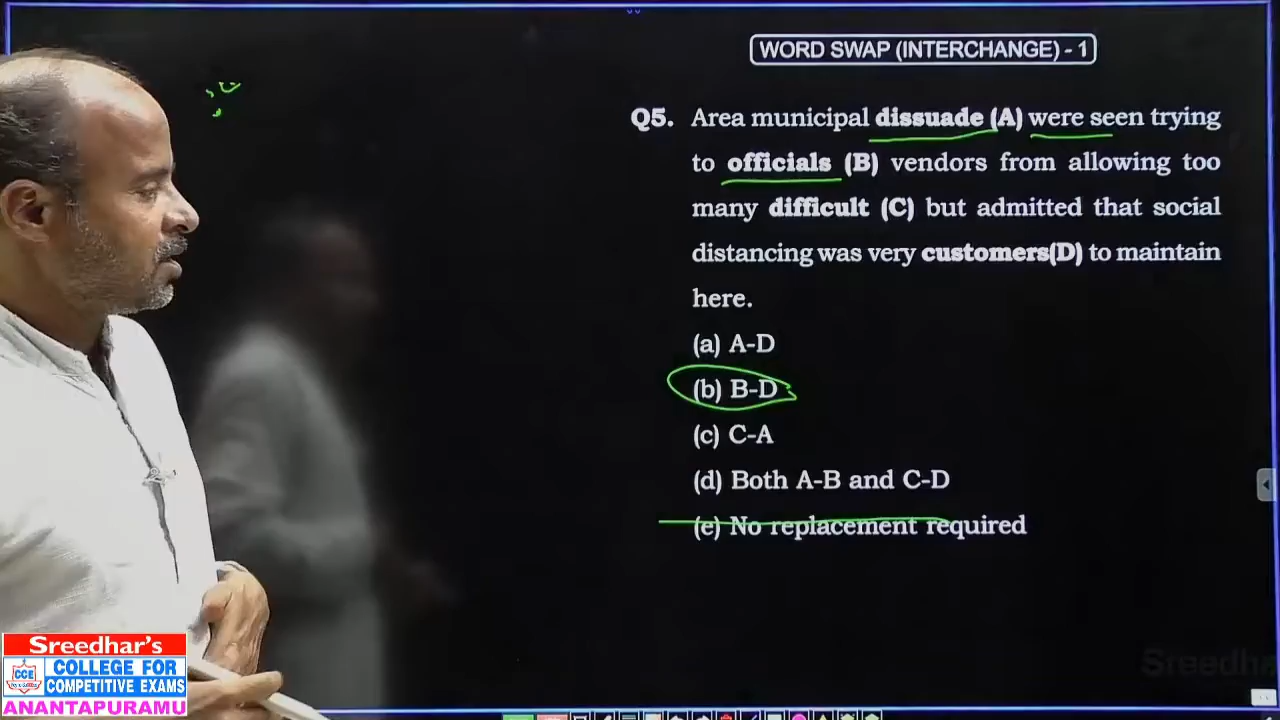 WORD SWAP (INTERCHANGE) - 1
Q5. Area municipal dissuade (A) were seen trying
to officials (B) vendors from allowing too
many difficult (C) but admitted that social
distancing was very customers(D) to maintain
here.
(a) A-D
(b) B-D
(c) C-A
(d) Both A-B and C-D
(e) No replacement required
Sreedhar's
CCE
COLLEGE FOR
COMPETITIVE EXAMS
ANANTAPURAMU